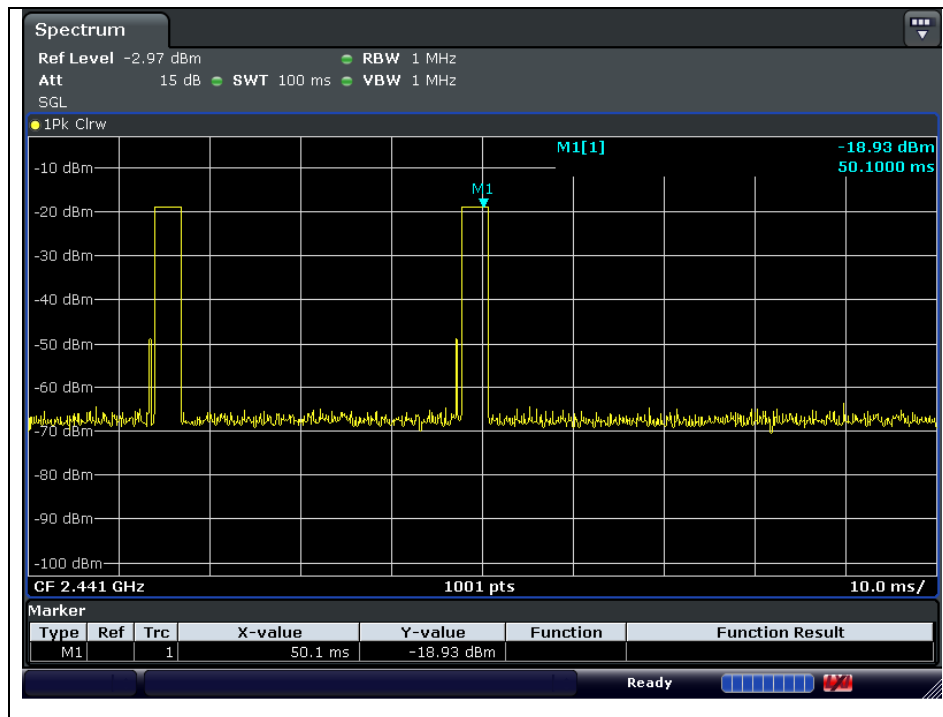 Spectrum
Ref Level -2.97 dBm RBW 1 MHz
Att 15 dB SWT 100 ms VBW 1 MHz
SGL
1Pk Clrw
M1[1] -18.93 dBm
50.1000 ms
-10 dBm
M1
-20 dBm
-30 dBm
-40 dBm
-50 dBm
-60 dBm
-70 dBm
-80 dBm
-90 dBm
-100 dBm
CF 2.441 GHz 1001 pts 10.0 ms/
Marker
Type Ref Trc X-value Y-value Function Function Result
M1 1 50.1 ms -18.93 dBm
Ready